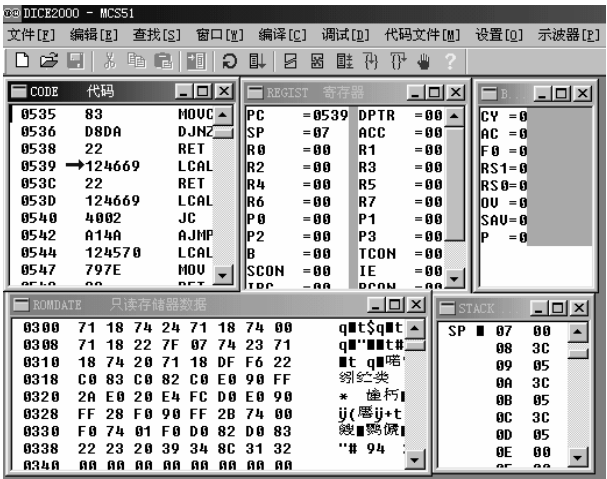 DICE2000 - MCS51
文件[F] 编辑[E] 查找[S] 窗口[W] 编译[C] 调试[D] 代码文件[M] 设置[O] 示波器[P]
CODE 代码
0535 83 MOVC
0536 D8DA DJNZ
0538 22 RET
0539 →124669 LCAL
053C 22 RET
053D 124669 LCAL
0540 4002 JC
0542 A14A AJMP
0544 124570 LCAL
0547 797E MOV
REGIST 寄存器
PC =0539 DPTR =00
SP =07 ACC =00
R0 =00 R1 =00
R2 =00 R3 =00
R4 =00 R5 =00
R6 =00 R7 =00
P0 =00 P1 =00
P2 =00 P3 =00
B =00 TCON =00
SCON =00 IE =00
B...
CY =0
AC =0
F0 =0
RS1=0
RS0=0
OV =0
SAV=0
P =0
ROMDATE 只读存储器数据
0300 71 18 74 24 71 18 74 00 q■t$q■t
0308 71 18 22 7F 07 74 23 71 q■"■■t#
0310 18 74 20 71 18 DF F6 22 ■t q■喏"
0318 C0 83 C0 82 C0 E0 90 FF
0320 2A E0 20 E4 FC D0 E0 90
0328 FF 28 F0 90 FF 2B 74 00
0330 F0 74 01 F0 D0 82 D0 83
0338 22 23 20 39 34 8C 31 32 "# 94
0340 00 00 00 00 00 00 00 00
STACK
SP ■ 07 00
08 3C
09 05
0A 3C
0B 05
0C 3C
0D 05
0E 00